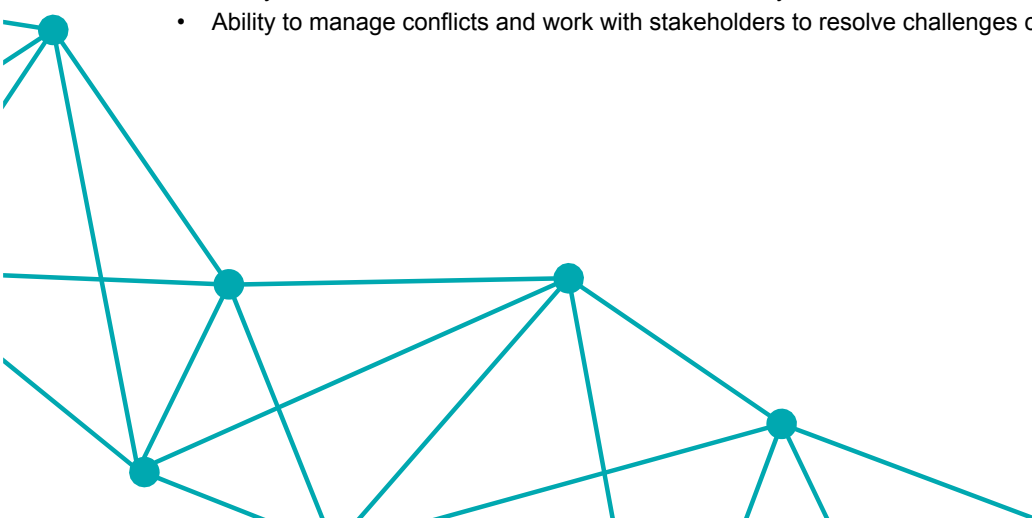 • Ability to manage conflicts and work with stakeholders to resolve challenges